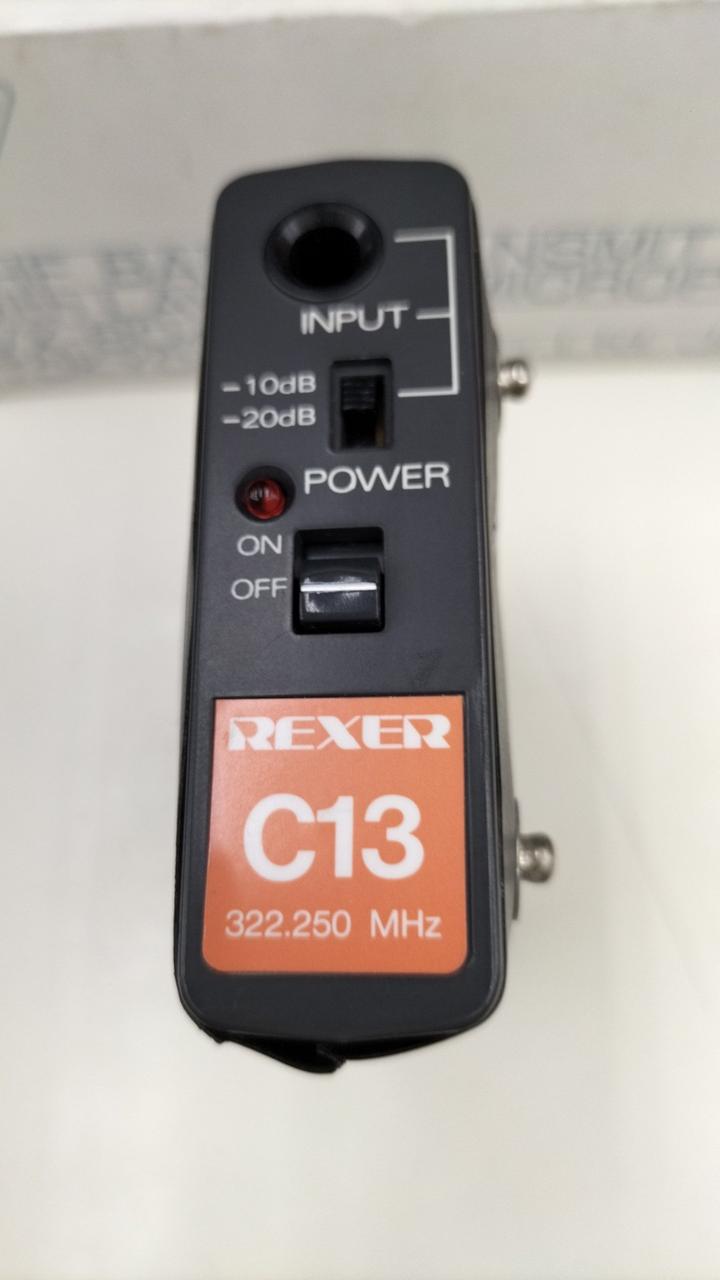 INPUT
-10dB
-20dB
POWER
ON
OFF
REXER
C13
322.250 MHz